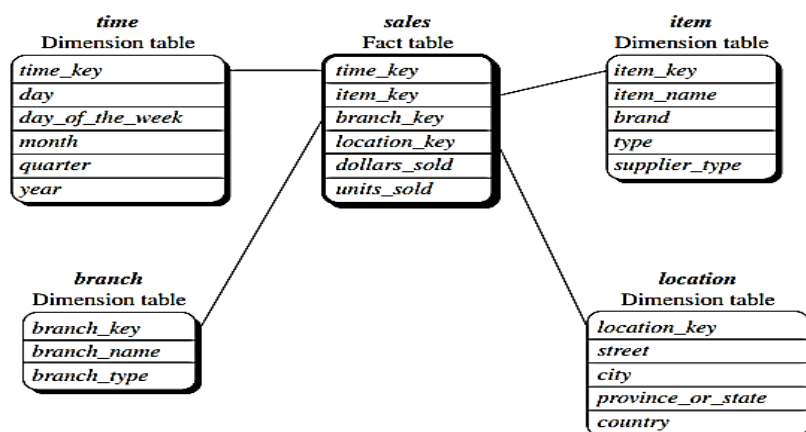 time
Dimension table
time_key
day
day_of_the_week
month
quarter
year
sales
Fact table
time_key
item_key
branch_key
location_key
dollars_sold
units_sold
item
Dimension table
item_key
item_name
brand
type
supplier_type
branch
Dimension table
branch_key
branch_name
branch_type
location
Dimension table
location_key
street
city
province_or_state
country